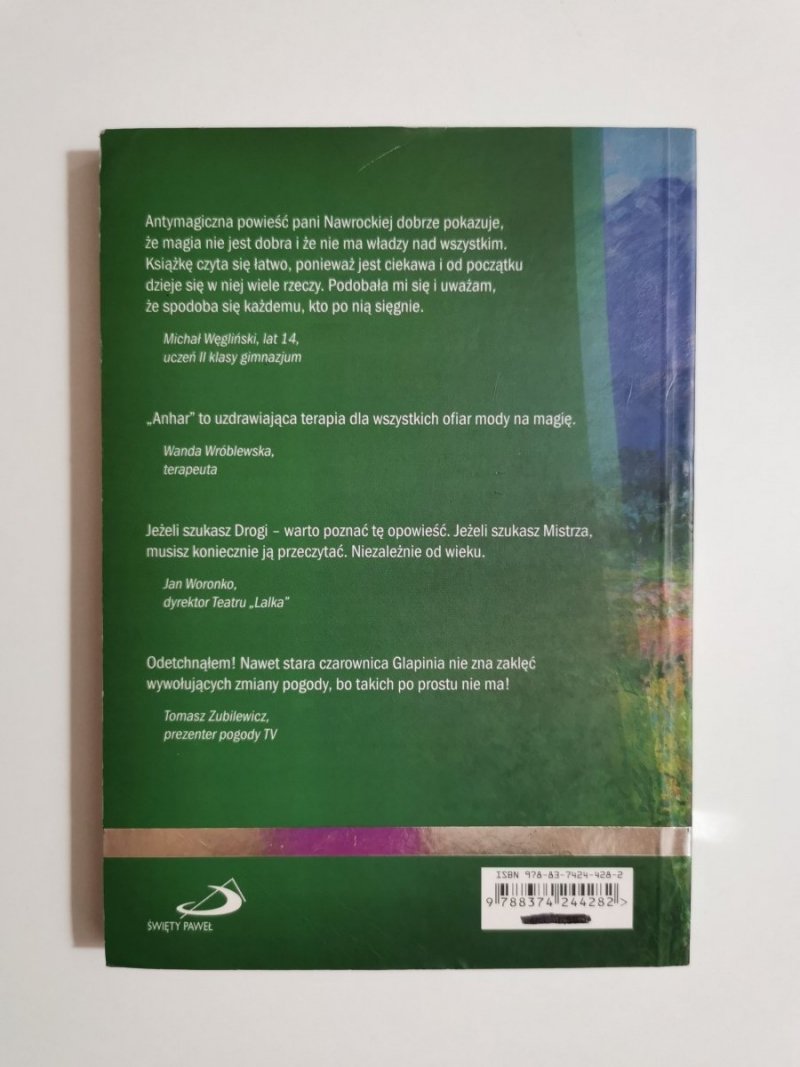 Antymagiczna powieść pani Nawrockiej dobrze pokazuje,
że magia nie jest dobra i że nie ma władzy nad wszystkim.
Książkę czyta się łatwo, ponieważ jest ciekawa i od początku
dzieje się w niej wiele rzeczy. Podobała mi się i uważam,
że spodoba się każdemu, kto po nią sięgnie.
Michał Węgliński, lat 14,
uczeń II klasy gimnazjum
„Anhar” to uzdrawiająca terapia dla wszystkich ofiar mody na magię.
Wanda Wróblewska,
terapeuta
Jeżeli szukasz Drogi – warto poznać tę opowieść. Jeżeli szukasz Mistrza,
musisz koniecznie ją przeczytać. Niezależnie od wieku.
Jan Woronko,
dyrektor Teatru „Lalka”
Odetchnąłem! Nawet stara czarownica Glapinia nie zna zaklęć
wywołujących zmiany pogody, bo takich po prostu nie ma!
Tomasz Zubilewicz,
prezenter pogody TV
ŚWIĘTY PAWEŁ
ISBN 978-83-7424-428-2
9 788374 244282 >